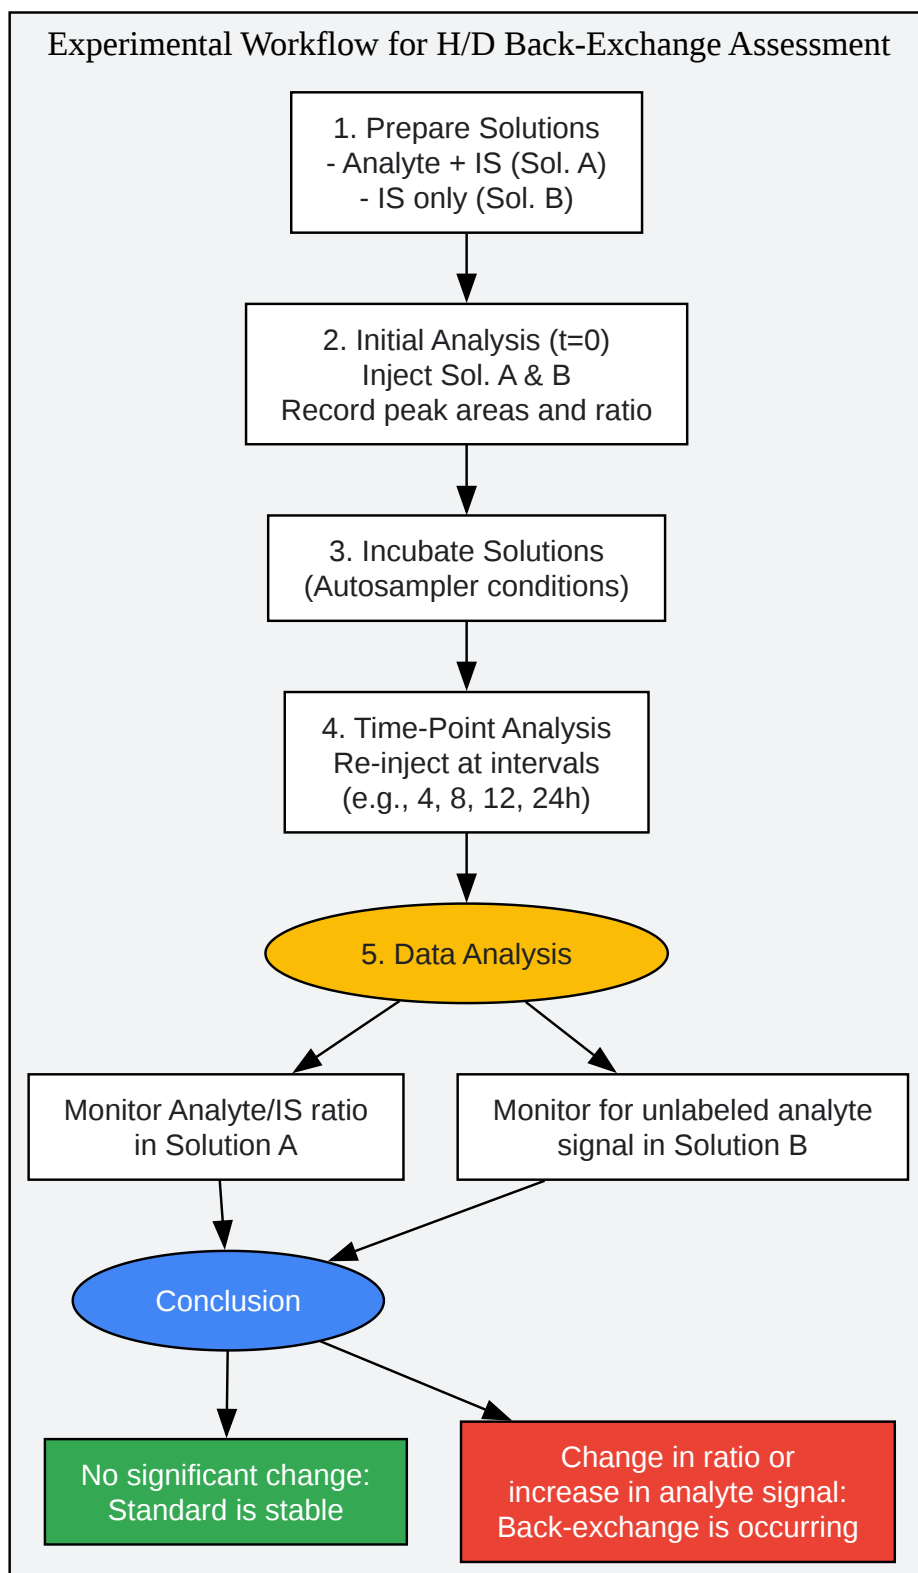 Experimental Workflow for H/D Back-Exchange Assessment
1. Prepare Solutions
- Analyte + IS (Sol. A)
- IS only (Sol. B)
2. Initial Analysis (t=0)
Inject Sol. A & B
Record peak areas and ratio
3. Incubate Solutions
(Autosampler conditions)
4. Time-Point Analysis
Re-inject at intervals
(e.g., 4, 8, 12, 24h)
5. Data Analysis
Monitor Analyte/IS ratio
in Solution A
Monitor for unlabeled analyte
signal in Solution B
Conclusion
No significant change:
Standard is stable
Change in ratio or
increase in analyte signal:
Back-exchange is occurring